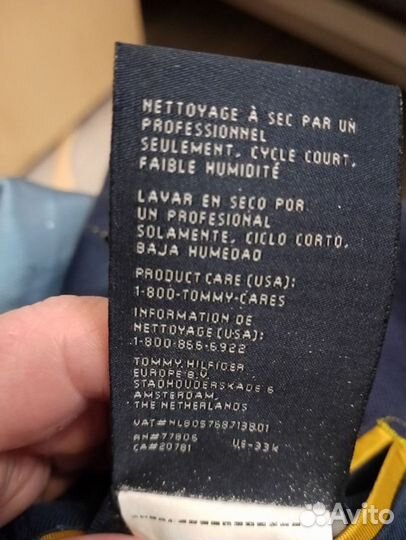 NETTOYAGE À SEC PAR UN
PROFESSIONNEL
SEULEMENT, CYCLE COURT,
FAIBLE HUMIDITÉ
LAVAR EN SECO POR
UN PROFESIONAL
SOLAMENTE, CICLO CORTO,
BAJA HUMEDAD
PRODUCT CARE (USA):
1-800-TOMMY-CARES
INFORMATION DE
NETTOYAGE (USA):
1-800-866-6922
TOMMY HILFIGER
EUROPE B.V.
STADHOUDERSKADE 6
AMSTERDAM,
THE NETHERLANDS
VAT#NL805768713B01
RN#77806
CA#20781
Avito